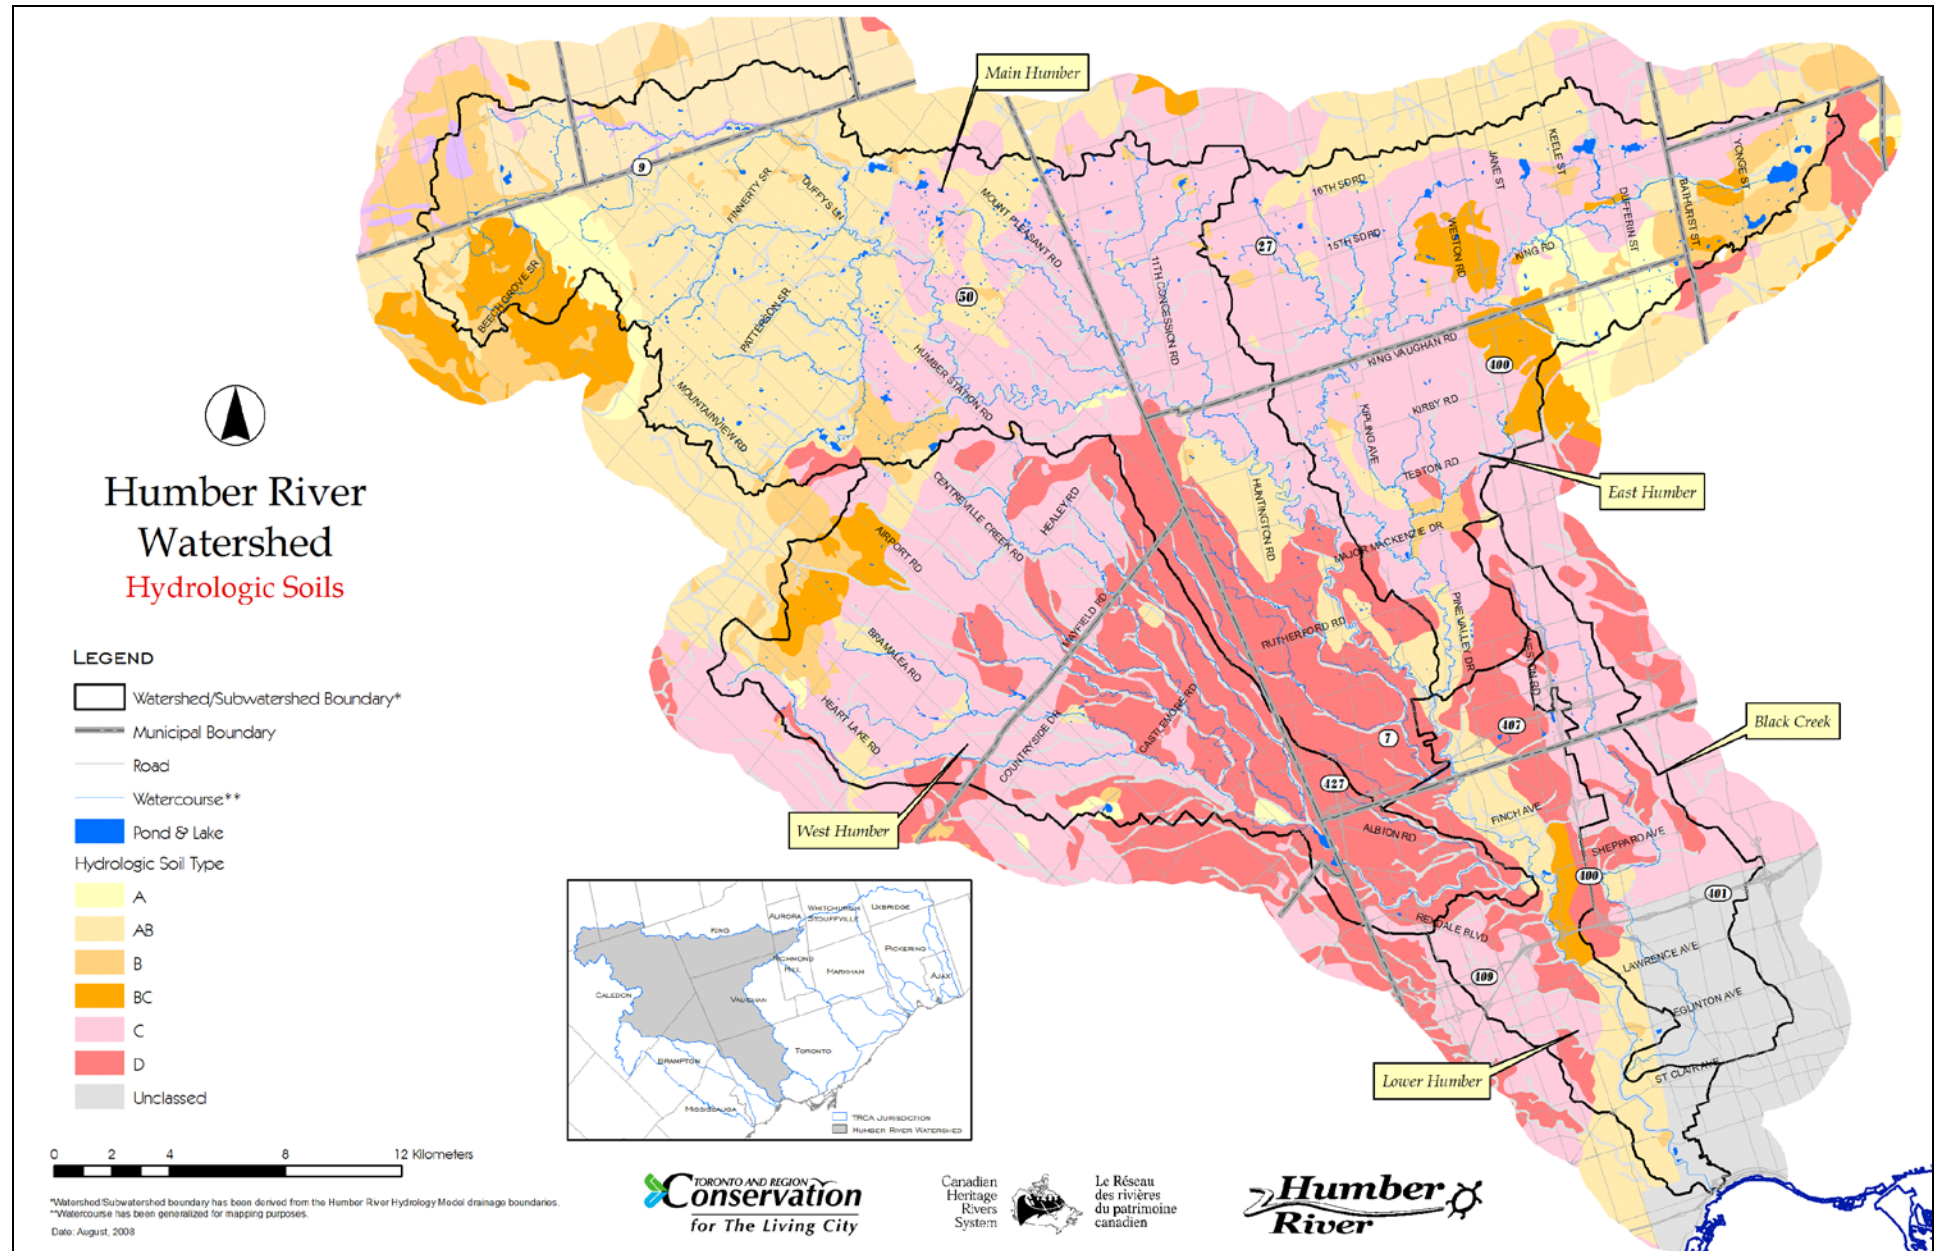 Main Humber
9
FINNERTY SR
DUFFYS LN
MOUNT PLEASANT RD
16TH SDRD
JANE ST
KEELE ST
DUFFERIN ST
YONGE ST
BATHURST ST
27
15TH SDRD
WESTON RD
KING RD
11TH CONCESSION RD
50
BEECH GROVE SR
PATTERSON SR
HUMBER STATION RD
MOUNTAINVIEW RD
KING VAUGHAN RD
400
KIRBY RD
KIPLING AVE
TESTON RD
East Humber
HUNTINGTON RD
MAJOR MACKENZIE DR
CENTREVILLE CREEK RD
HEALEY RD
AIRPORT RD
MAYFIELD RD
BRAMALEA RD
RUTHERFORD RD
PINE VALLEY DR
WESTON RD
HEART LAKE RD
COUNTRYSIDE DR
CASTLEMORE RD
407
7
427
Black Creek
West Humber
ALBION RD
FINCH AVE
SHEPPARD AVE
400
401
REXDALE BLVD
LAWRENCE AVE
409
EGLINTON AVE
ST CLAIR AVE
Lower Humber
Humber River
Watershed
Hydrologic Soils
LEGEND
Watershed/Subwatershed Boundary*
Municipal Boundary
Road
Watercourse**
Pond & Lake
Hydrologic Soil Type
A
AB
B
BC
C
D
Unclassed
0 2 4 8 12 Kilometers
*Watershed/Subwatershed boundary has been derived from the Humber River Hydrology Model drainage boundaries.
**Watercourse has been generalized for mapping purposes.
Date: August, 2008
AURORA
WHITCHURCH
STOUFFVILLE
UXBRIDGE
KING
PICKERING
RICHMOND
HILL
MARKHAM
AJAX
CALEDON
VAUGHAN
BRAMPTON
TORONTO
MISSISSAUGA
TRCA JURISDICTION
HUMBER RIVER WATERSHED
TORONTO AND REGION
Conservation
for The Living City
Canadian
Heritage
Rivers
System
Le Réseau
des rivières
du patrimoine
canadien
Humber
River